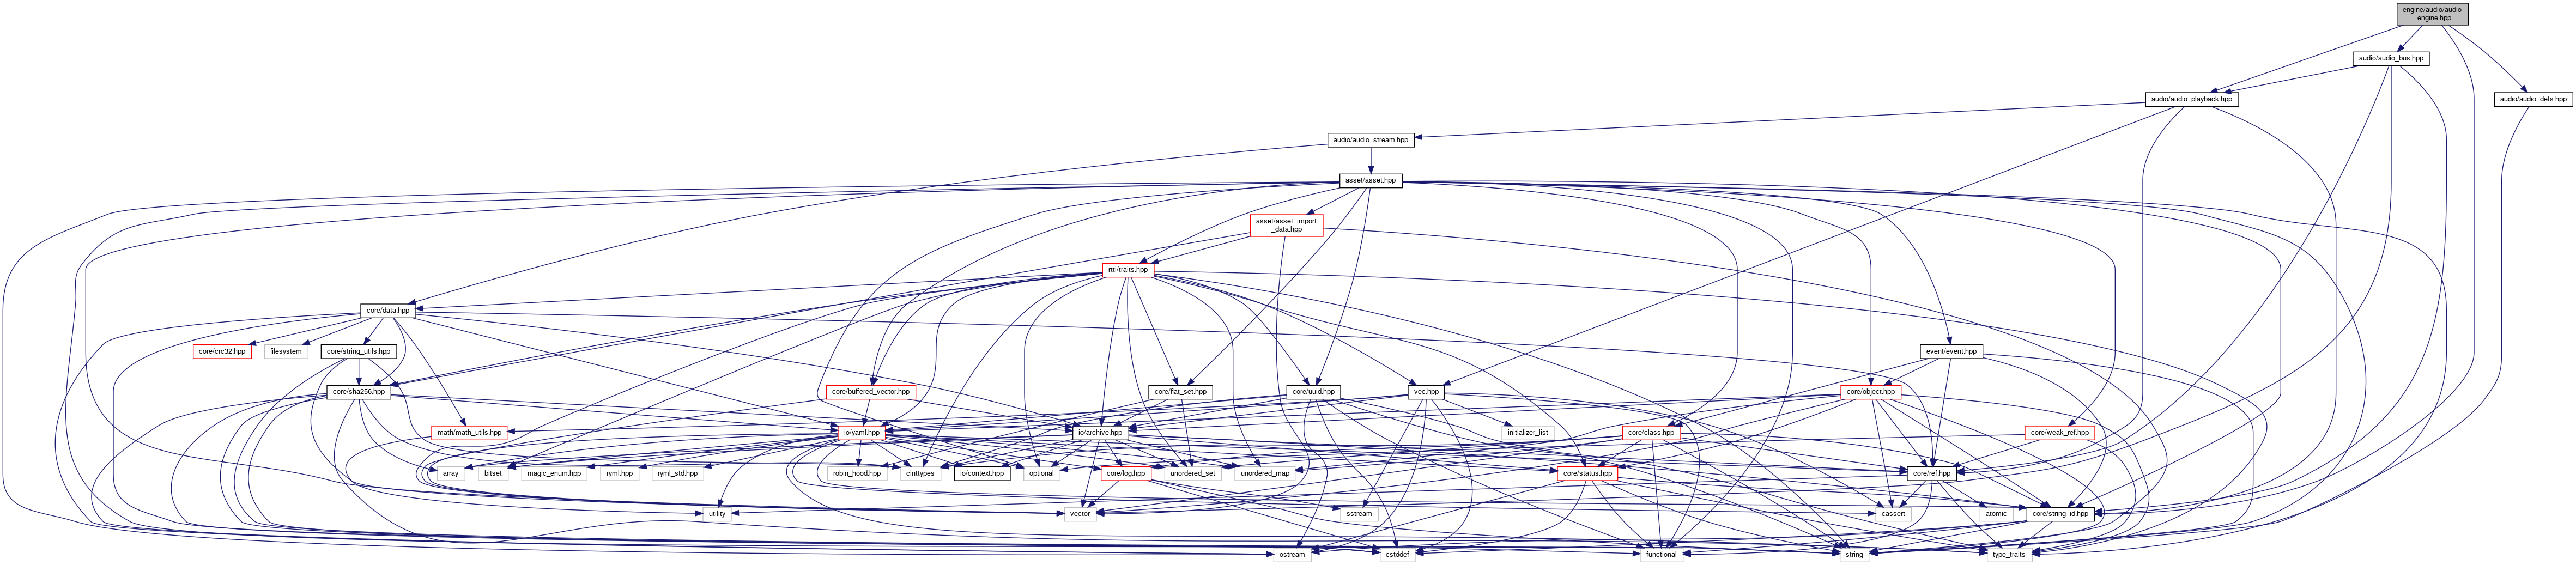 engine/audio/audio
_engine.hpp
audio/audio_bus.hpp
audio/audio_playback.hpp
audio/audio_defs.hpp
audio/audio_stream.hpp
asset/asset.hpp
asset/asset_import
_data.hpp
rtti/traits.hpp
core/data.hpp
core/crc32.hpp
filesystem
core/string_utils.hpp
event/event.hpp
core/sha256.hpp
core/buffered_vector.hpp
core/flat_set.hpp
core/uuid.hpp
vec.hpp
core/object.hpp
math/math_utils.hpp
io/yaml.hpp
io/archive.hpp
initializer_list
core/class.hpp
core/weak_ref.hpp
array
bitset
magic_enum.hpp
ryml.hpp
ryml_std.hpp
robin_hood.hpp
cinttypes
io/context.hpp
optional
core/log.hpp
unordered_set
unordered_map
core/status.hpp
core/ref.hpp
utility
vector
sstream
cassert
atomic
core/string_id.hpp
ostream
cstddef
functional
string
type_traits